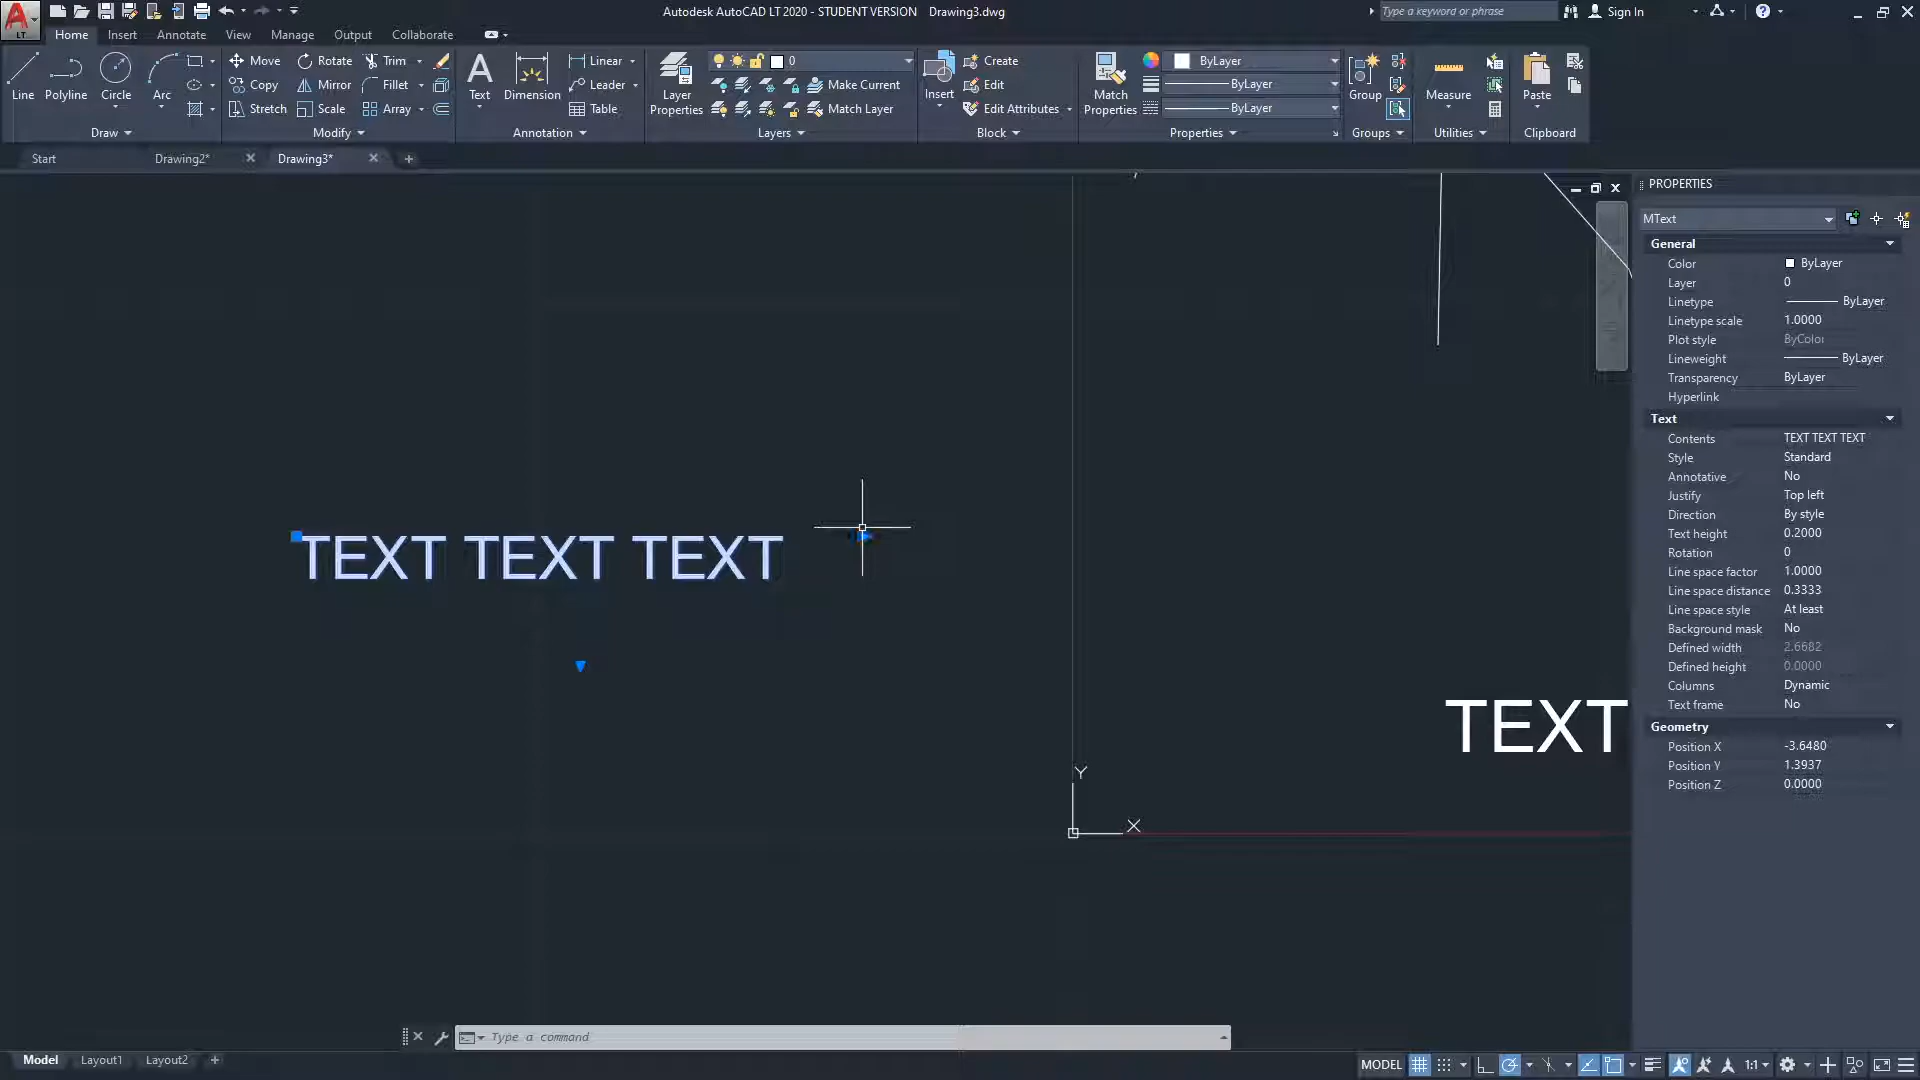 Autodesk AutoCAD LT 2020 - STUDENT VERSION Drawing3.dwg
Type a keyword or phrase
Sign In
LT
Home Insert Annotate View Manage Output Collaborate
Line Polyline Circle Arc
Move Rotate Trim
Copy Mirror Fillet
Stretch Scale Array
Text Dimension
Linear
Leader
Table
Layer Properties
0
Make Current
Match Layer
Insert
Create
Edit
Edit Attributes
Match Properties
ByLayer
ByLayer
ByLayer
Group
Measure
Paste
Draw Modify Annotation Layers Block Properties Groups Utilities Clipboard
Start Drawing2* Drawing3*
PROPERTIES
MText
General
Color ByLayer
Layer 0
Linetype ByLayer
Linetype scale 1.0000
Plot style ByColor
Lineweight ByLayer
Transparency ByLayer
Hyperlink
Text
Contents TEXT TEXT TEXT
Style Standard
Annotative No
Justify Top left
Direction By style
Text height 0.2000
Rotation 0
Line space factor 1.0000
Line space distance 0.3333
Line space style At least
Background mask No
Defined width 2.6682
Defined height 0.0000
Columns Dynamic
Text frame No
Geometry
Position X -3.6480
Position Y 1.3937
Position Z 0.0000
TEXT TEXT TEXT
TEXT
Y
X
Type a command
Model Layout1 Layout2
MODEL 1:1